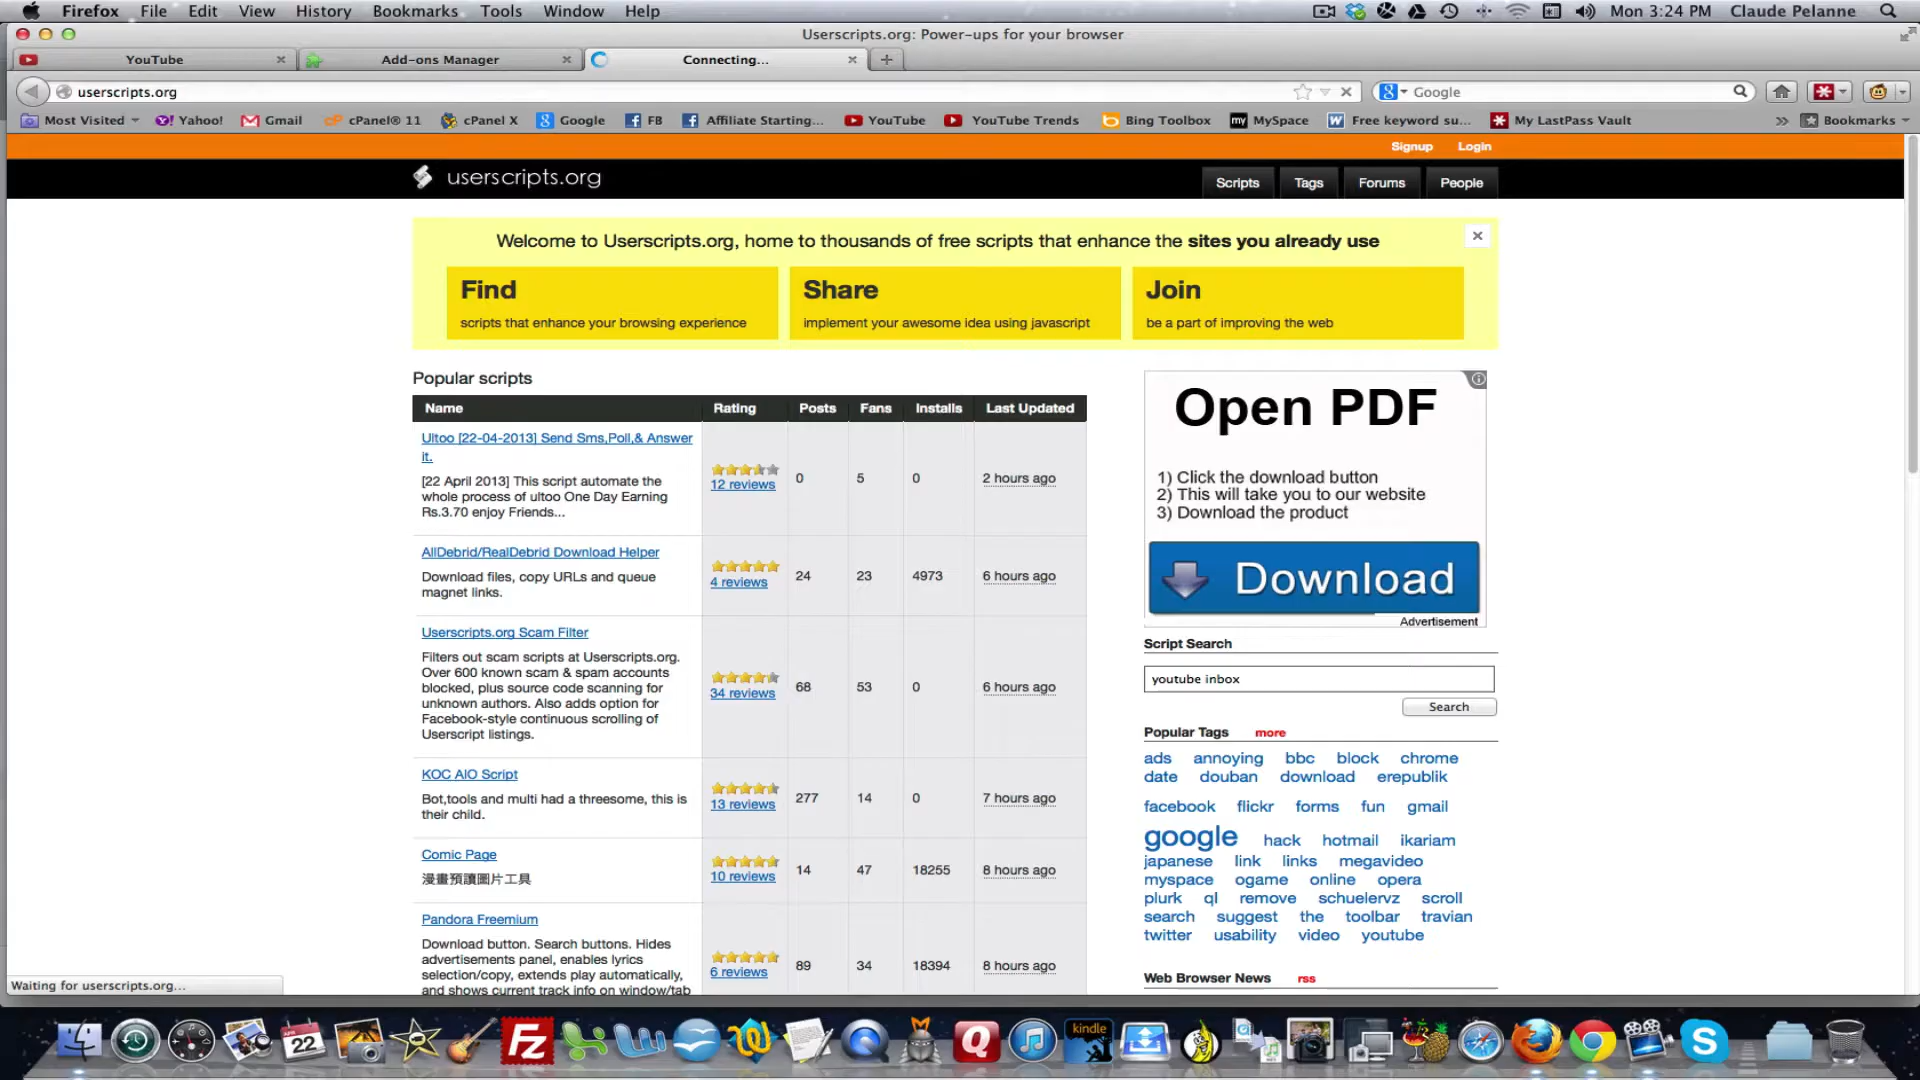 Firefox File Edit View History Bookmarks Tools Window Help Mon 3:24 PM Claude Pelanne
Userscripts.org: Power-ups for your browser
YouTube Add-ons Manager Connecting...
userscripts.org Google
Most Visited Yahoo! Gmail cPanel® 11 cPanel X Google FB Affiliate Starting... YouTube YouTube Trends Bing Toolbox MySpace Free keyword su... My LastPass Vault Bookmarks
Signup Login
userscripts.org Scripts Tags Forums People
Welcome to Userscripts.org, home to thousands of free scripts that enhance the sites you already use
Find Share Join
scripts that enhance your browsing experience implement your awesome idea using javascript be a part of improving the web
Popular scripts
Name Rating Posts Fans Installs Last Updated
Ultoo [22-04-2013] Send Sms,Poll,& Answer
it.
[22 April 2013] This script automate the
whole process of ultoo One Day Earning
Rs.3.70 enjoy Friends...
12 reviews 0 5 0 2 hours ago
AllDebrid/RealDebrid Download Helper
Download files, copy URLs and queue
magnet links.
4 reviews 24 23 4973 6 hours ago
Userscripts.org Scam Filter
Filters out scam scripts at Userscripts.org.
Over 600 known scam & spam accounts
blocked, plus source code scanning for
unknown authors. Also adds option for
Facebook-style continuous scrolling of
Userscript listings.
34 reviews 68 53 0 6 hours ago
KOC AIO Script
Bot,tools and multi had a threesome, this is
their child.
13 reviews 277 14 0 7 hours ago
Comic Page
漫畫預讀圖片工具
10 reviews 14 47 18255 8 hours ago
Pandora Freemium
Download button. Search buttons. Hides
advertisements panel, enables lyrics
selection/copy, extends play automatically,
and shows current track info on window/tab
6 reviews 89 34 18394 8 hours ago
Open PDF
1) Click the download button
2) This will take you to our website
3) Download the product
Download
Advertisement
Script Search
youtube inbox
Search
Popular Tags more
ads annoying bbc block chrome
date douban download erepublik
facebook flickr forms fun gmail
google hack hotmail ikariam
japanese link links megavideo
myspace ogame online opera
plurk ql remove schuelervz scroll
search suggest the toolbar travian
twitter usability video youtube
Web Browser News rss
Waiting for userscripts.org...
APR
22
Fz
kindle